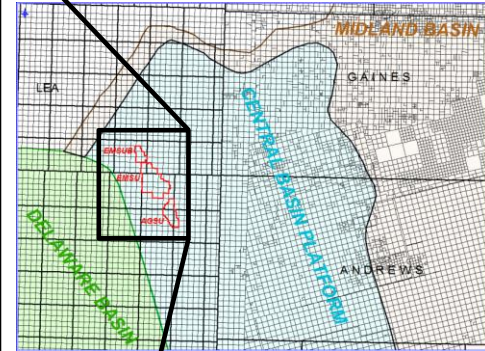 MIDLAND BASIN
GAINES
LEA
CENTRAL BASIN PLATFORM
EMSUB
EMSU
AGSU
DELAWARE BASIN
ANDREWS